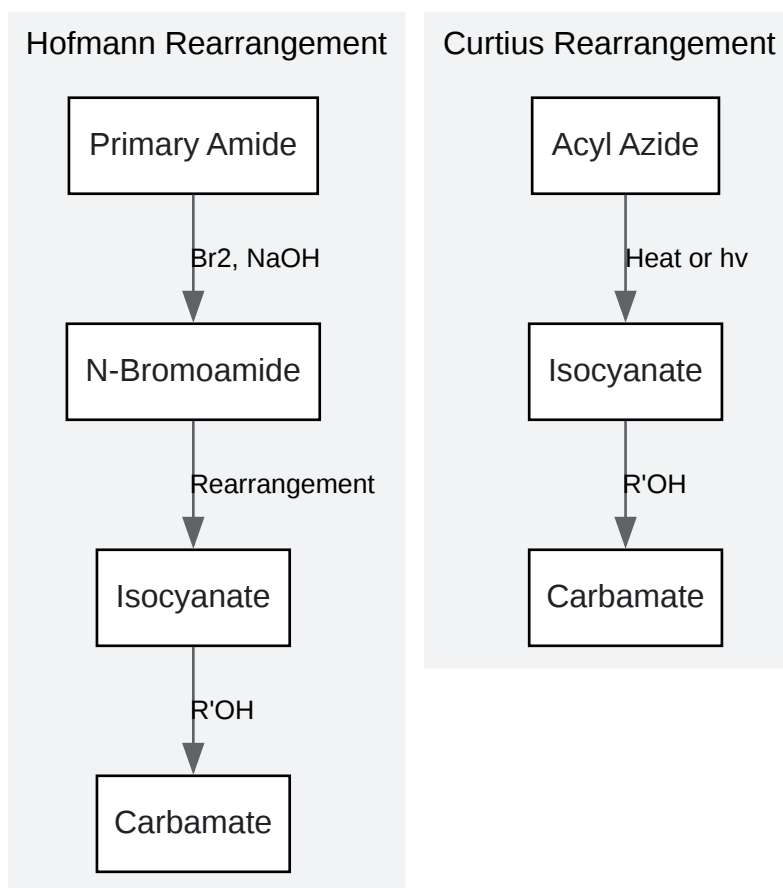 Hofmann Rearrangement
Primary Amide
Br2, NaOH
N-Bromoamide
Rearrangement
Isocyanate
R'OH
Carbamate
Curtius Rearrangement
Acyl Azide
Heat or hv
Isocyanate
R'OH
Carbamate